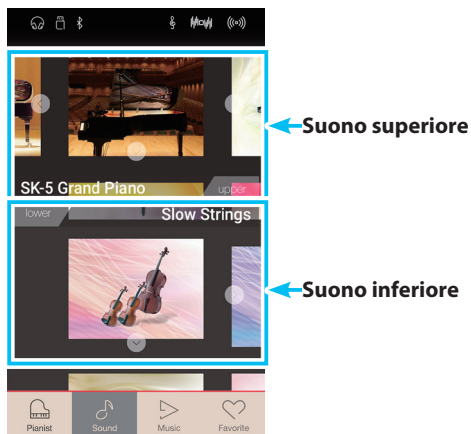 Suono superiore
SK-5 Grand Piano
upper
lower
Slow Strings
Suono inferiore
Pianist
Sound
Music
Favorite